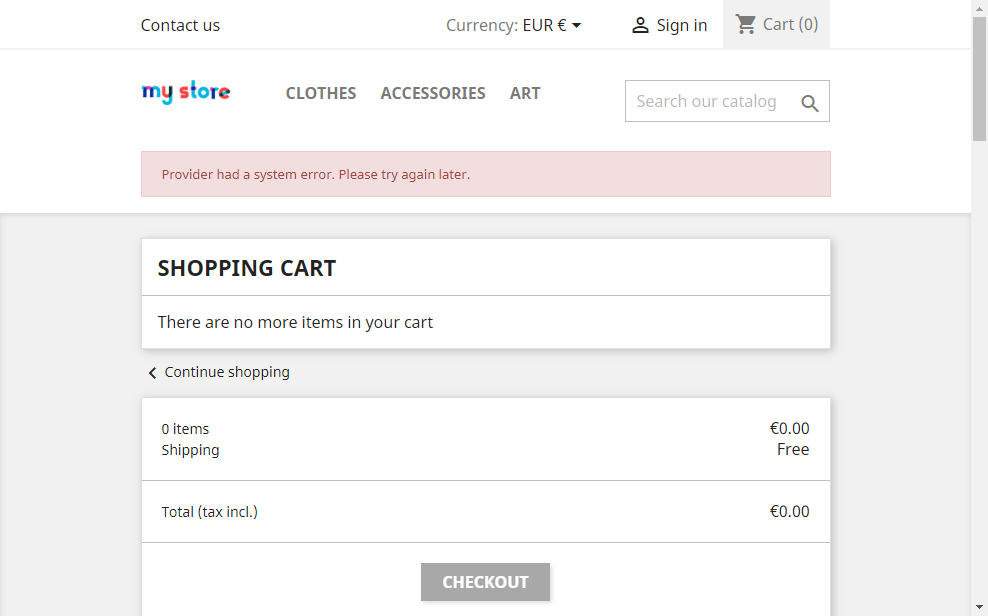 Contact us
Currency: EUR €
Sign in
Cart (0)
my store
CLOTHES
ACCESSORIES
ART
Search our catalog
Provider had a system error. Please try again later.
SHOPPING CART
There are no more items in your cart
Continue shopping
0 items €0.00
Shipping Free
Total (tax incl.) €0.00
CHECKOUT